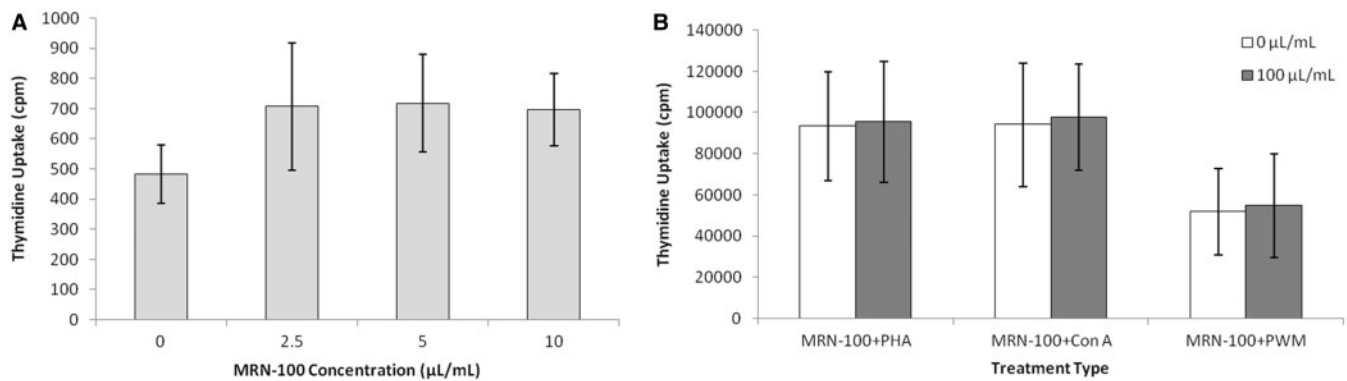 A
Thymidine Uptake (cpm)
1000
900
800
700
600
500
400
300
200
100
0
0 2.5 5 10
MRN-100 Concentration (µL/mL)
B
Thymidine Uptake (cpm)
140000
120000
100000
80000
60000
40000
20000
0
0 µL/mL
100 µL/mL
MRN-100+PHA MRN-100+Con A MRN-100+PWM
Treatment Type